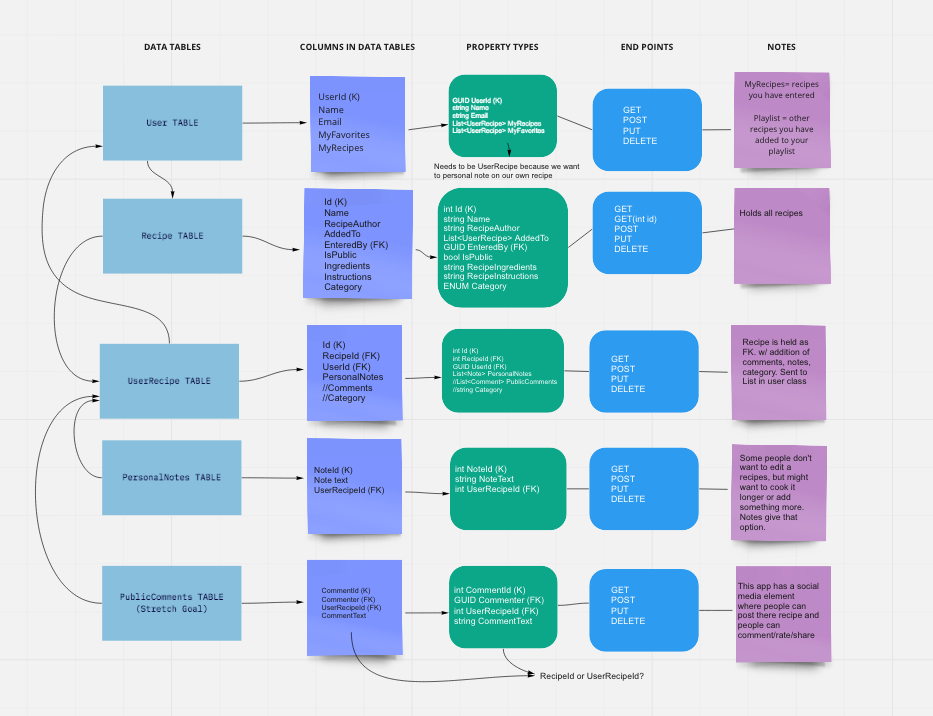 DATA TABLES
COLUMNS IN DATA TABLES
PROPERTY TYPES
END POINTS
NOTES
User TABLE
UserId (K)
Name
Email
MyFavorites
MyRecipes
GUID UserId (K)
string Name
string Email
List<UserRecipe> MyRecipes
List<UserRecipe> MyFavorites
Needs to be UserRecipe because we want
to personal note on our own recipe
GET
POST
PUT
DELETE
MyRecipes= recipes
you have entered
Playlist = other
recipes you have
added to your
playlist
Recipe TABLE
Id (K)
Name
RecipeAuthor
AddedTo
EnteredBy (FK)
IsPublic
Ingredients
Instructions
Category
int Id (K)
string Name
string RecipeAuthor
List<UserRecipe> AddedTo
GUID EnteredBy (FK)
bool IsPublic
string RecipeIngredients
string RecipeInstructions
ENUM Category
GET
GET(int id)
POST
PUT
DELETE
Holds all recipes
UserRecipe TABLE
Id (K)
RecipeId (FK)
UserId (FK)
PersonalNotes
//Comments
//Category
int Id (K)
int RecipeId (FK)
GUID UserId (FK)
List<Note> PersonalNotes
//List<Comment> PublicComments
//string Category
GET
POST
PUT
DELETE
Recipe is held as
FK. w/ addition of
comments, notes,
category. Sent to
List in user class
PersonalNotes TABLE
NoteId (K)
Note text
UserRecipeId (FK)
int NoteId (K)
string NoteText
int UserRecipeId (FK)
GET
POST
PUT
DELETE
Some people don't
want to edit a
recipes, but might
want to cook it
longer or add
something more.
Notes give that
option.
PublicComments TABLE
(Stretch Goal)
CommentId (K)
Commenter (FK)
UserRecipeId (FK)
CommentText
int CommentId (K)
GUID Commenter (FK)
int UserRecipeId (FK)
string CommentText
GET
POST
PUT
DELETE
This app has a social
media element
where people can
post there recipe and
people can
comment/rate/share
RecipeId or UserRecipeId?